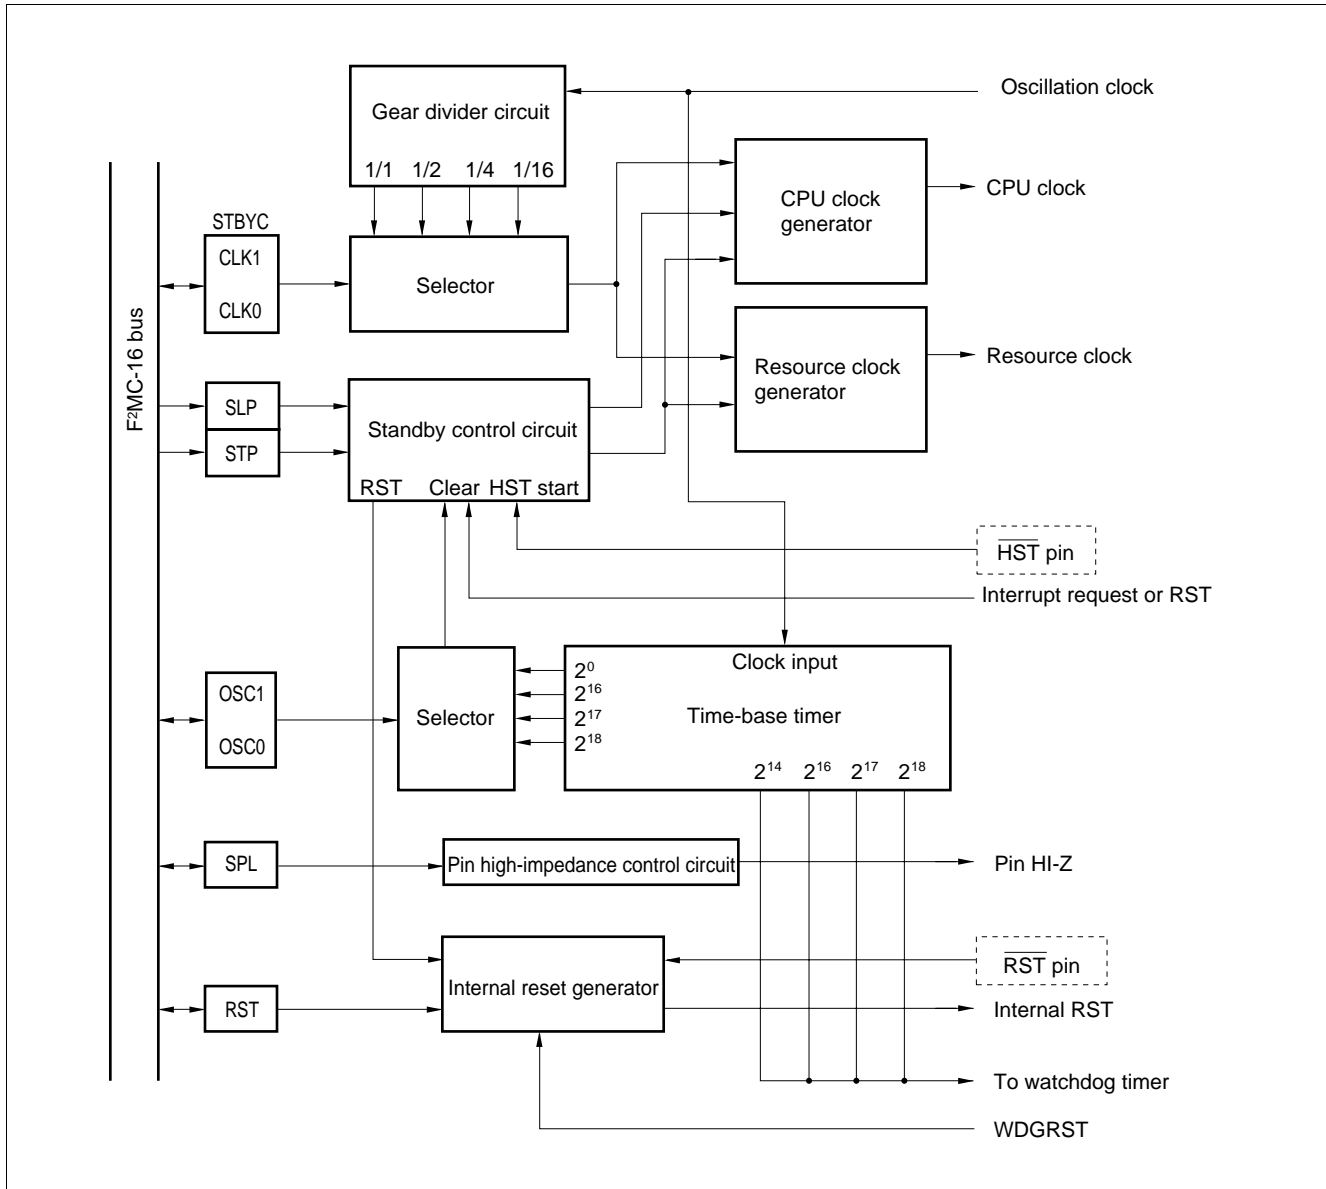 Oscillation clock
Gear divider circuit
1/1 1/2 1/4 1/16
CPU clock
generator
CPU clock
STBYC
CLK1
CLK0
Selector
F²MC-16 bus
Resource clock
generator
Resource clock
SLP
STP
Standby control circuit
RST Clear HST start
HST pin
Interrupt request or RST
OSC1
OSC0
Selector
Clock input
2⁰
2¹⁶
2¹⁷
2¹⁸
Time-base timer
2¹⁴ 2¹⁶ 2¹⁷ 2¹⁸
SPL
Pin high-impedance control circuit
Pin HI-Z
RST pin
Internal reset generator
RST
Internal RST
To watchdog timer
WDGRST